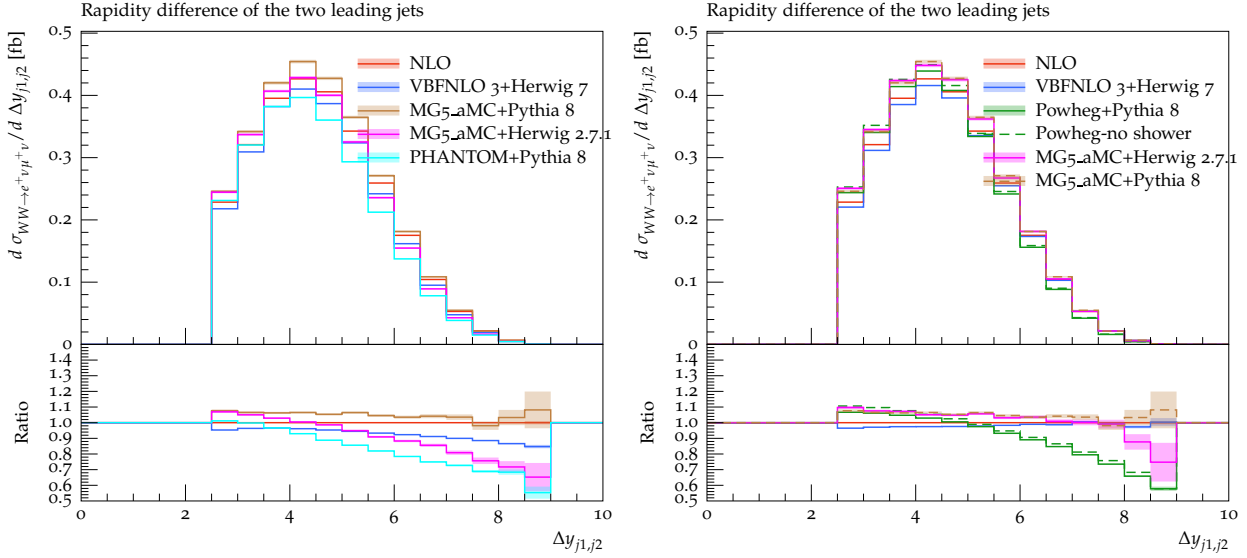 Rapidity difference of the two leading jets
d σ_{WW→e⁺νμ⁺ν} / d Δy_{j1,j2} [fb]
0.5
0.4
0.3
0.2
0.1
0
NLO
VBFNLO 3+Herwig 7
MG5_aMC+Pythia 8
MG5_aMC+Herwig 2.7.1
PHANTOM+Pythia 8
Ratio
1.4
1.3
1.2
1.1
1.0
0.9
0.8
0.7
0.6
0.5
0 2 4 6 8 10
Δy_{j1,j2}
Rapidity difference of the two leading jets
d σ_{WW→e⁺νμ⁺ν} / d Δy_{j1,j2} [fb]
0.5
0.4
0.3
0.2
0.1
0
NLO
VBFNLO 3+Herwig 7
Powheg+Pythia 8
Powheg-no shower
MG5_aMC+Herwig 2.7.1
MG5_aMC+Pythia 8
Ratio
1.4
1.3
1.2
1.1
1.0
0.9
0.8
0.7
0.6
0.5
0 2 4 6 8 10
Δy_{j1,j2}